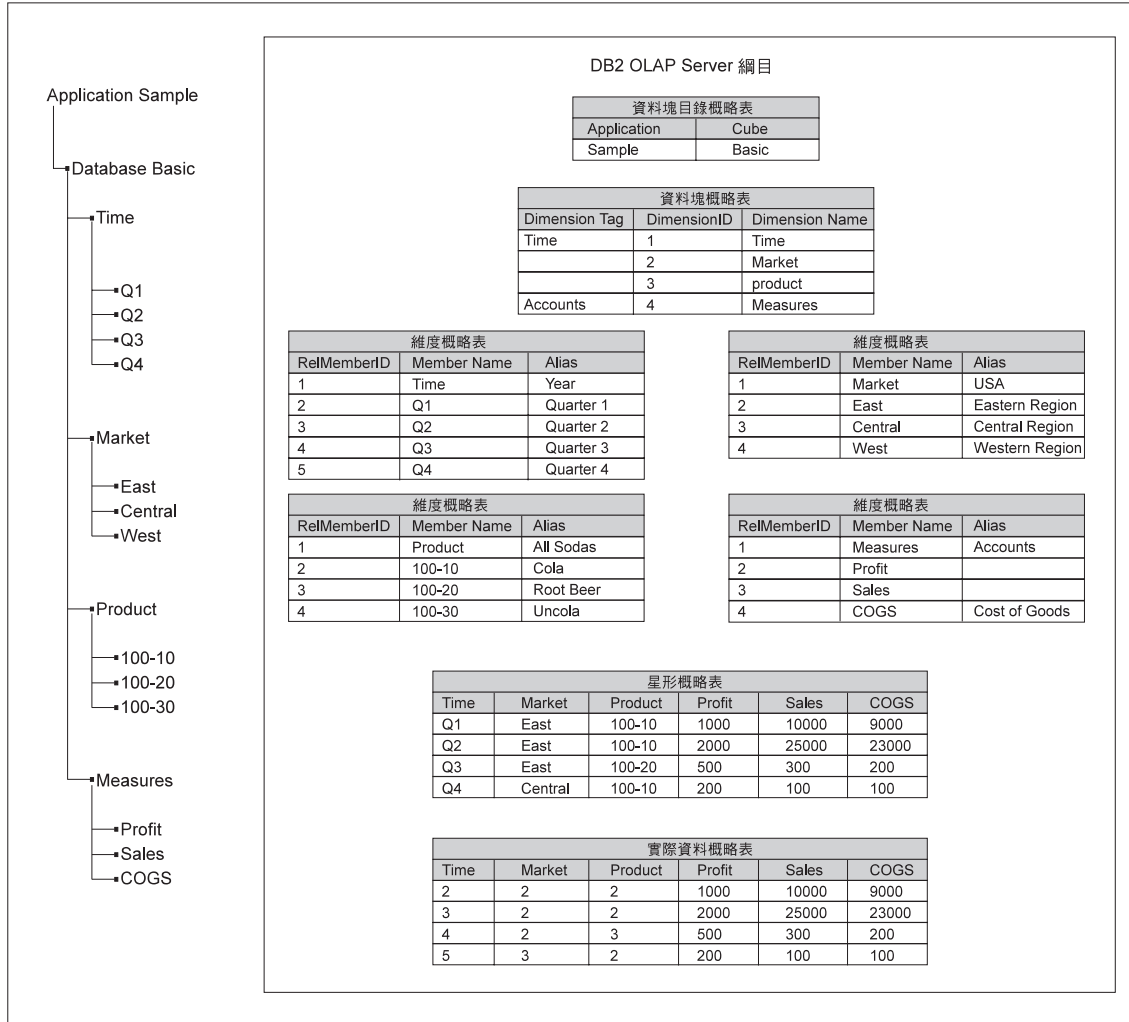 Application Sample
Database Basic
Time
Q1
Q2
Q3
Q4
Market
East
Central
West
Product
100-10
100-20
100-30
Measures
Profit
Sales
COGS
DB2 OLAP Server 綱目
資料塊目錄概略表
Application Cube
Sample Basic
資料塊概略表
Dimension Tag DimensionID Dimension Name
Time 1 Time
2 Market
3 product
Accounts 4 Measures
維度概略表
RelMemberID Member Name Alias
1 Time Year
2 Q1 Quarter 1
3 Q2 Quarter 2
4 Q3 Quarter 3
5 Q4 Quarter 4
維度概略表
RelMemberID Member Name Alias
1 Market USA
2 East Eastern Region
3 Central Central Region
4 West Western Region
維度概略表
RelMemberID Member Name Alias
1 Product All Sodas
2 100-10 Cola
3 100-20 Root Beer
4 100-30 Uncola
維度概略表
RelMemberID Member Name Alias
1 Measures Accounts
2 Profit
3 Sales
4 COGS Cost of Goods
星形概略表
Time Market Product Profit Sales COGS
Q1 East 100-10 1000 10000 9000
Q2 East 100-10 2000 25000 23000
Q3 East 100-20 500 300 200
Q4 Central 100-10 200 100 100
實際資料概略表
Time Market Product Profit Sales COGS
2 2 2 1000 10000 9000
3 2 2 2000 25000 23000
4 2 3 500 300 200
5 3 2 200 100 100